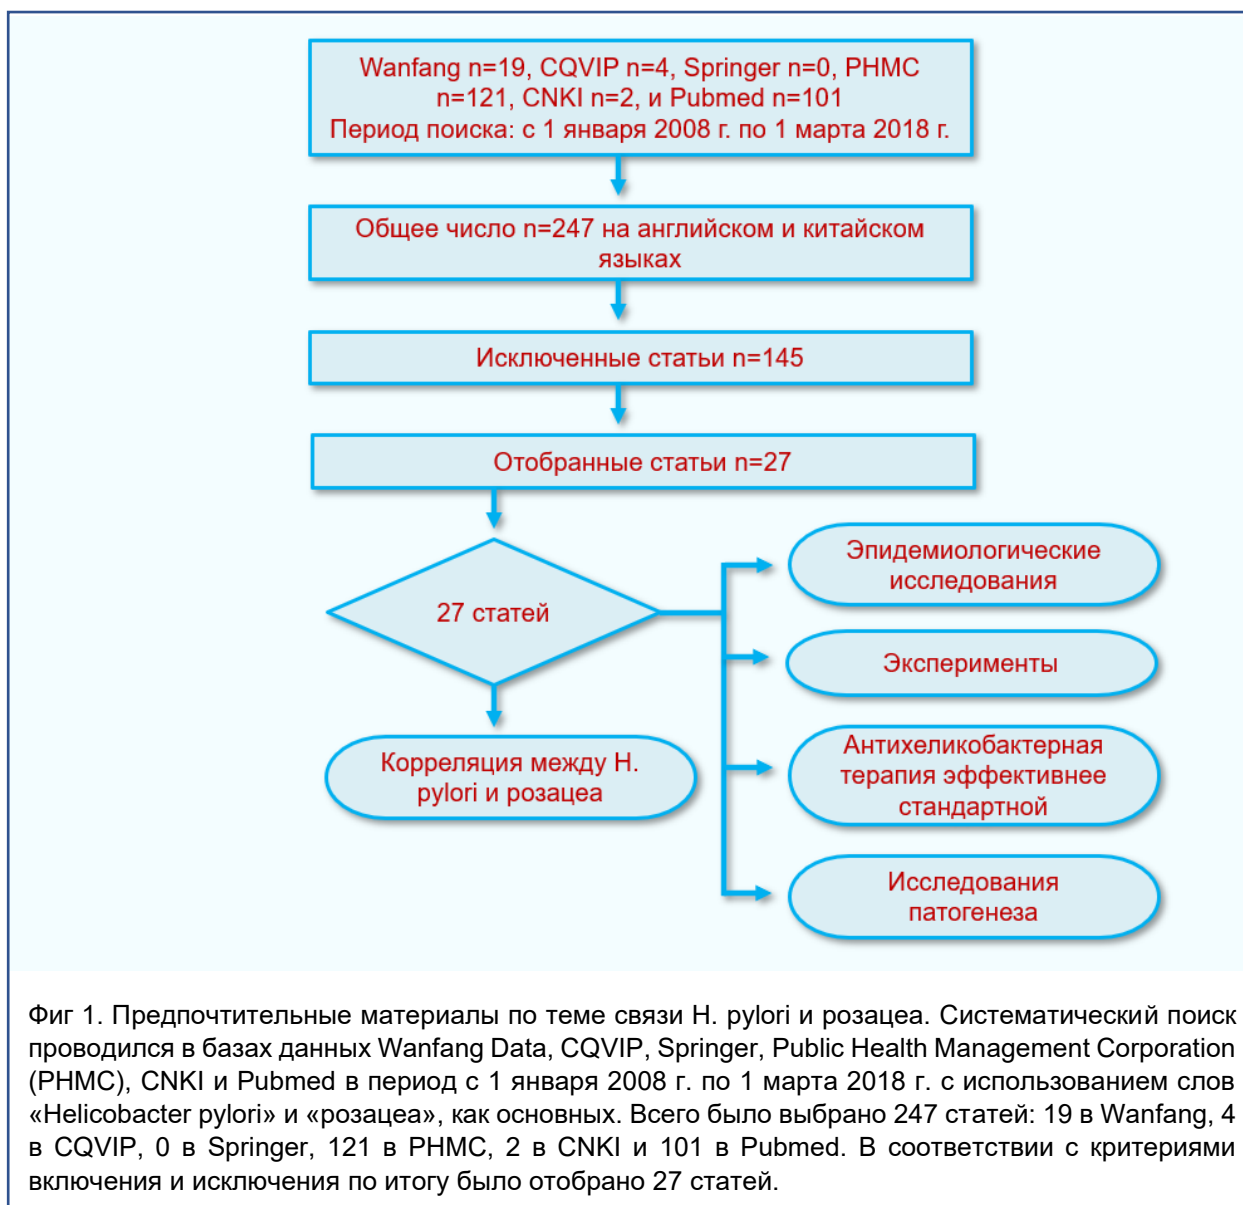 Wanfang n=19, CQVIP n=4, Springer n=0, PHMC
n=121, CNKI n=2, и Pubmed n=101
Период поиска: с 1 января 2008 г. по 1 марта 2018 г.
Общее число n=247 на английском и китайском
языках
Исключенные статьи n=145
Отобранные статьи n=27
27 статей
Эпидемиологические
исследования
Эксперименты
Антихеликобактерная
терапия эффективнее
стандартной
Исследования
патогенеза
Корреляция между H.
pylori и розацеа
Фиг 1. Предпочтительные материалы по теме связи H. pylori и розацеа. Систематический поиск
проводился в базах данных Wanfang Data, CQVIP, Springer, Public Health Management Corporation
(PHMC), CNKI и Pubmed в период с 1 января 2008 г. по 1 марта 2018 г. с использованием слов
«Helicobacter pylori» и «розацеа», как основных. Всего было выбрано 247 статей: 19 в Wanfang, 4
в CQVIP, 0 в Springer, 121 в PHMC, 2 в CNKI и 101 в Pubmed. В соответствии с критериями
включения и исключения по итогу было отобрано 27 статей.